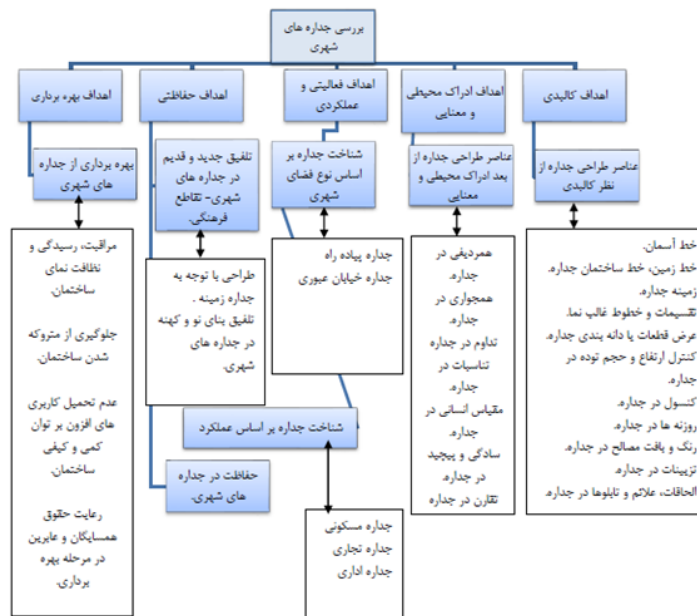 بررسی جداره های
شهری
اهداف کالبدی
اهداف ادراک محیطی
و معنایی
اهداف فعالیتی و
عملکردی
اهداف حفاظتی
اهداف بهره برداری
عناصر طراحی جداره از
نظر کالبدی
عناصر طراحی جداره از
بعد ادراک محیطی و
معنایی
شناخت جداره بر
اساس نوع فضای
شهری
تلفیق جدید و قدیم
در جداره های
شهری- تقاطع
فرهنگی.
بهره برداری از جداره
های شهری
خط آسمان.
خط زمین، خط ساختمان جداره.
زمینه جداره.
تقسیمات و خطوط غالب نما.
عرض قطعات یا دانه بندی جداره.
کنترل ارتفاع و حجم توده در
جداره.
کنسول در جداره.
روزنه ها در جداره.
رنگ و بافت مصالح در جداره.
تزیینات در جداره.
الحاقات، علائم و تابلوها در جداره.
همردیفی در
جداره.
همجواری در
جداره.
تداوم در جداره
تناسبات در
جداره.
مقیاس انسانی در
جداره.
سادگی و پیچید
در جداره.
تقارن در جداره
جداره پیاده راه
جداره خیابان عبوری
شناخت جداره بر اساس عملکرد
جداره مسکونی
جداره تجاری
جداره اداری
طراحی با توجه به
جداره زمینه .
تلفیق بنای نو و کهنه
در جداره های
شهری.
حفاظت در جداره
های شهری.
مراقبت، رسیدگی و
نظافت نمای
ساختمان.
جلوگیری از متروکه
شدن ساختمان.
عدم تحمیل کاربری
های افزون بر توان
کمی و کیفی
ساختمان.
رعایت حقوق
همسایگان و عابرین
در مرحله بهره
برداری.